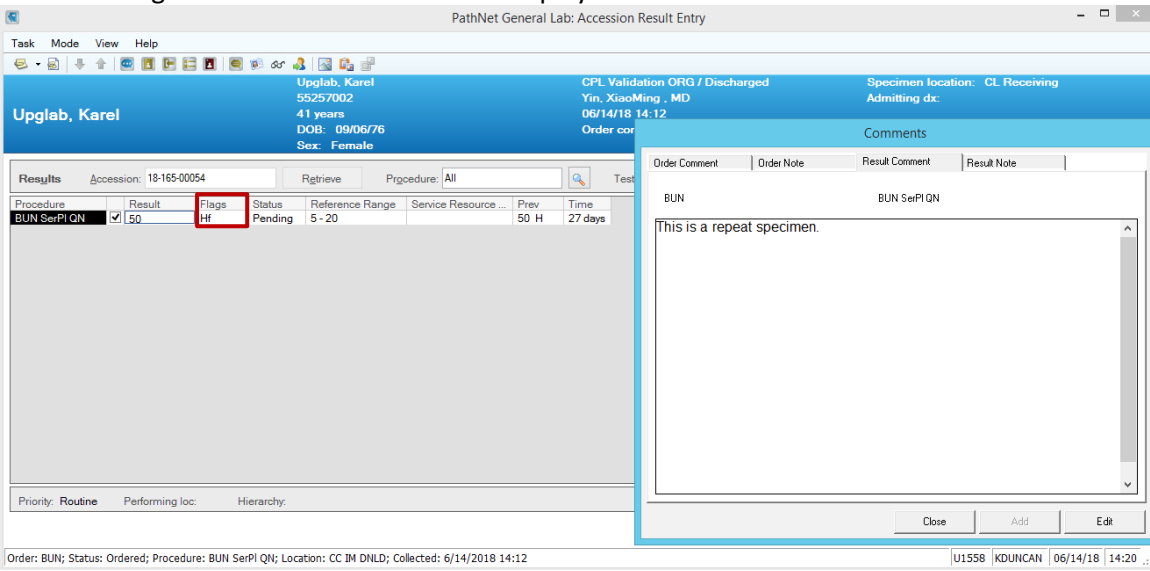 PathNet General Lab: Accession Result Entry
Task Mode View Help
Upglab, Karel
Upglab, Karel
55257002
41 years
DOB: 09/06/76
Sex: Female
CPL Validation ORG / Discharged
Yin, XiaoMing , MD
06/14/18 14:12
Order
Specimen location: CL Receiving
Admitting dx:
Results Accession: 18-165-00054 Retrieve Procedure: All Test
Procedure Result Flags Status Reference Range Service Resource ... Prev Time
BUN SerPl QN 50 Hf Pending 5 - 20 50 H 27 days
Priority: Routine Performing loc: Hierarchy:
Comments
Order Comment Order Note Result Comment Result Note
BUN BUN SerPl QN
This is a repeat specimen.
Close Add Edit
Order: BUN; Status: Ordered; Procedure: BUN SerPl QN; Location: CC IM DNLD; Collected: 6/14/2018 14:12 U1558 KDUNCAN 06/14/18 14:20